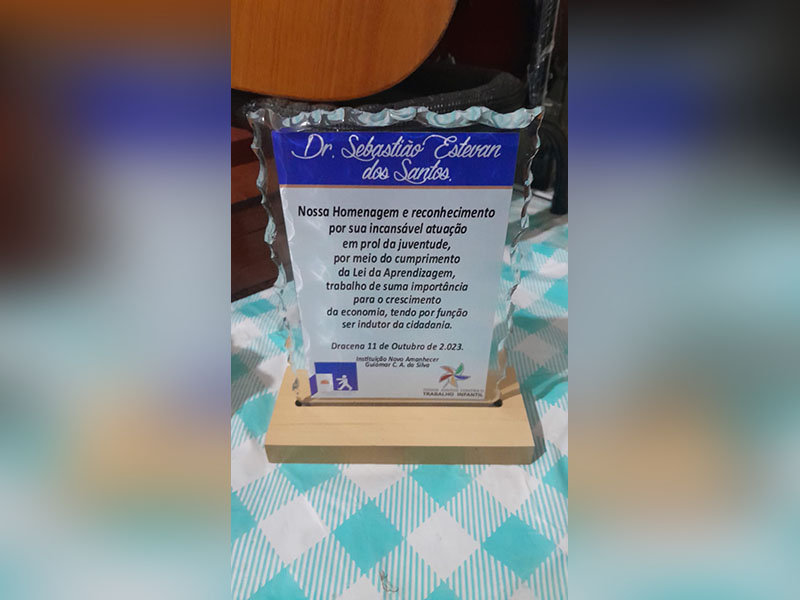 Dr. Sebastião Estevan
dos Santos.
Nossa Homenagem e reconhecimento
por sua incansável atuação
em prol da juventude,
por meio do cumprimento
da Lei da Aprendizagem,
trabalho de suma importância
para o crescimento
da economia, tendo por função
ser indutor da cidadania.
Dracena 11 de Outubro de 2.023.
Instituição Novo Amanhecer
Guiomar C. A. da Silva
TRABALHO INFANTIL